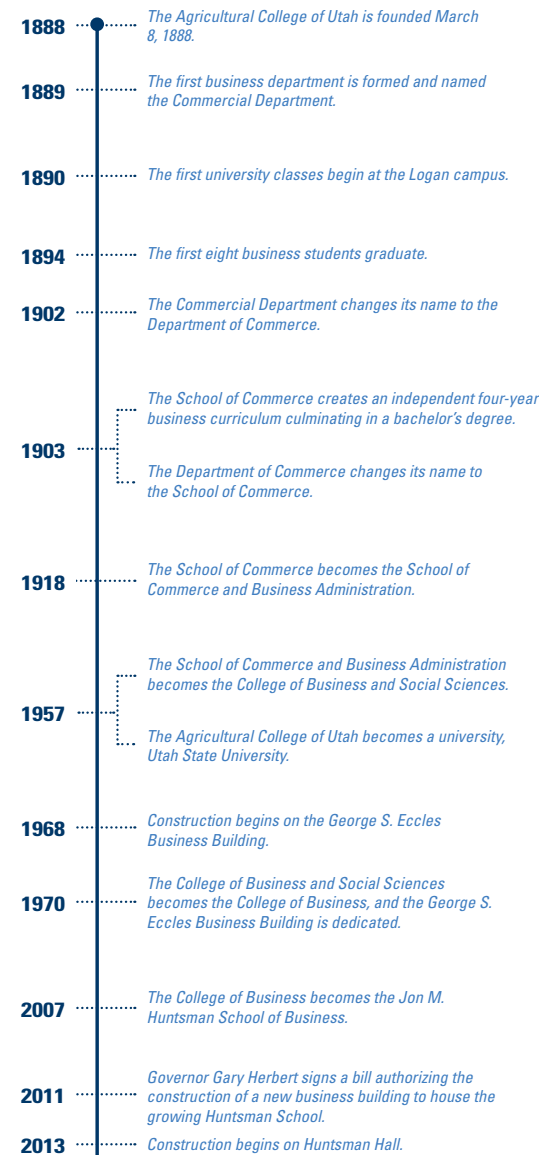 1888
The Agricultural College of Utah is founded March
8, 1888.
1889
The first business department is formed and named
the Commercial Department.
1890
The first university classes begin at the Logan campus.
1894
The first eight business students graduate.
1902
The Commercial Department changes its name to the
Department of Commerce.
1903
The School of Commerce creates an independent four-year
business curriculum culminating in a bachelor's degree.
The Department of Commerce changes its name to
the School of Commerce.
1918
The School of Commerce becomes the School of
Commerce and Business Administration.
1957
The School of Commerce and Business Administration
becomes the College of Business and Social Sciences.
The Agricultural College of Utah becomes a university,
Utah State University.
1968
Construction begins on the George S. Eccles
Business Building.
1970
The College of Business and Social Sciences
becomes the College of Business, and the George S.
Eccles Business Building is dedicated.
2007
The College of Business becomes the Jon M.
Huntsman School of Business.
2011
Governor Gary Herbert signs a bill authorizing the
construction of a new business building to house the
growing Huntsman School.
2013
Construction begins on Huntsman Hall.